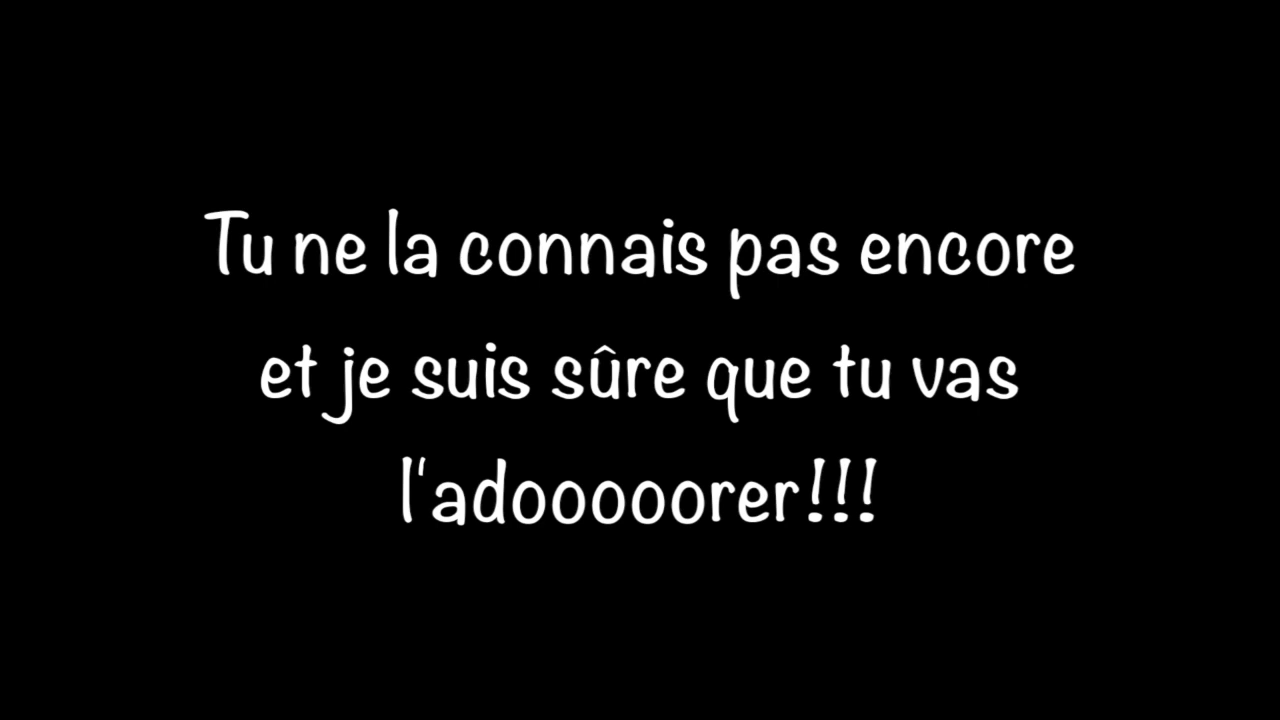 Tu ne la connais pas encore
et je suis sûre que tu vas
l'adooooorer!!!